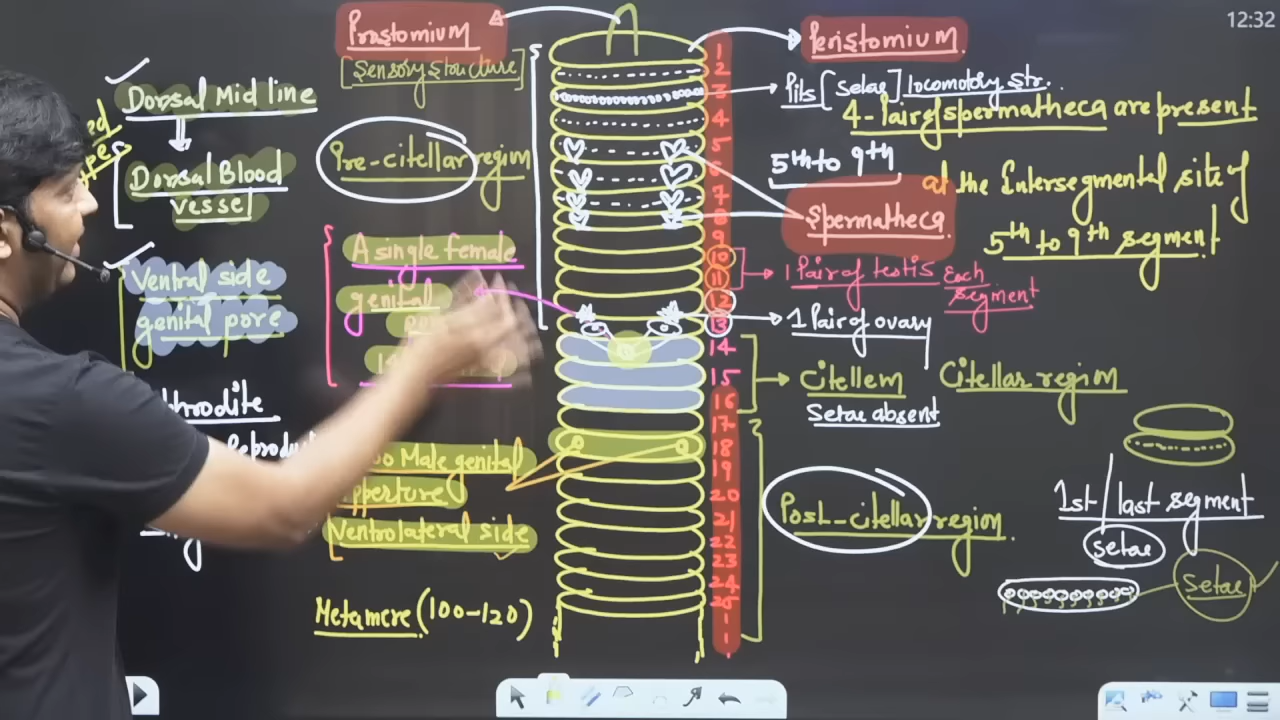 12:32
Prostomium
[Sensory structure]
Peristomium.
Pits [Setae] locomotory str.
4-Pair of spermatheca are present
at the Intersegmental site of
5th to 9th segment
5th to 9th
Spermatheca
Dorsal Mid line
Dorsal Blood
vessel
Ventral side
genital pore
Pre-citellar region
A single female
genital
1 Pair of testis Each
segment
1 Pair of ovary
Citellem
Setae absent
Citellar region
Male genital
apperture
Ventrolateral side
Post-citellar region
Metamere (100-120)
1st / last segment
setae
Setae
1
2
3
4
5
6
7
8
9
10
11
12
13
14
15
16
17
18
19
20
21
22
23
24
25
1
1